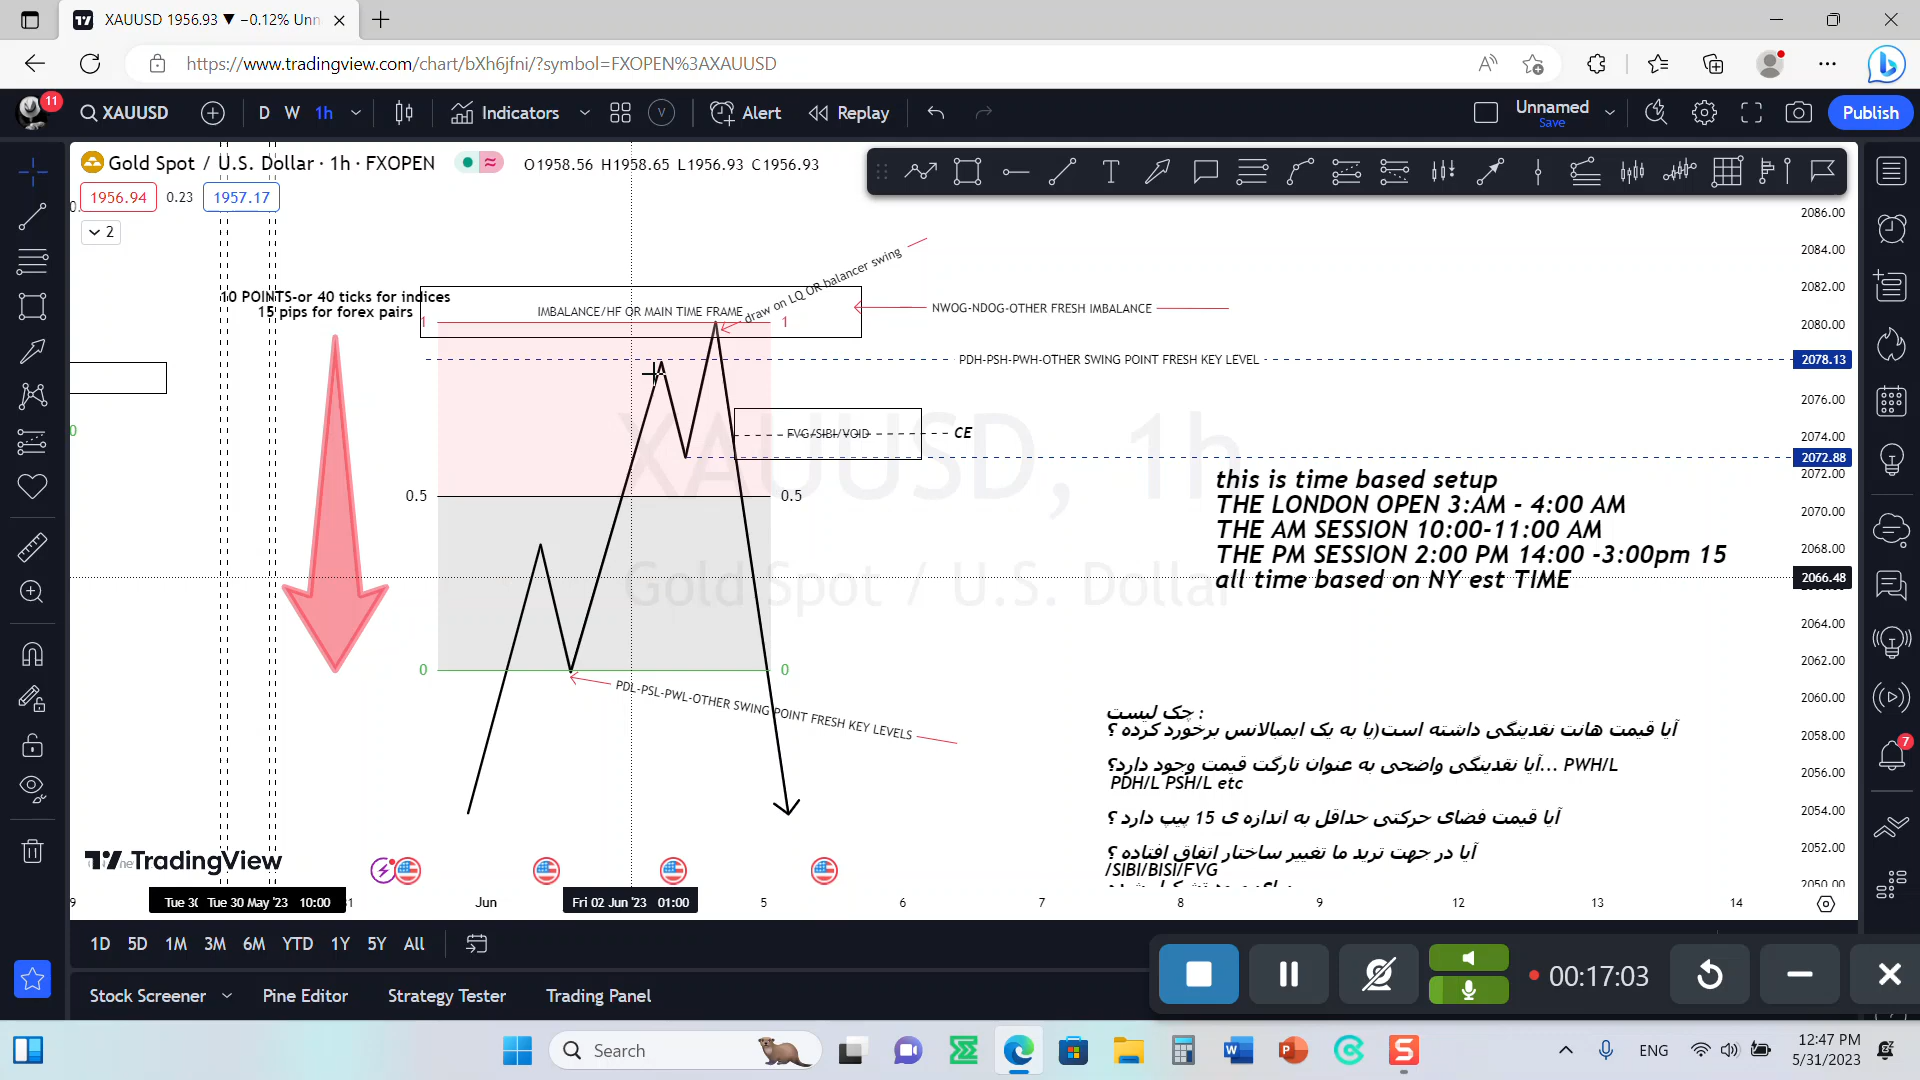 XAUUSD 1956.93 ▼ −0.12% Unn
https://www.tradingview.com/chart/bXh6jfni/?symbol=FXOPEN%3AXAUUSD
11
XAUUSD
D W 1h
Indicators
V
Alert
Replay
Unnamed
Save
Publish
Gold Spot / U.S. Dollar · 1h · FXOPEN
O1958.56 H1958.65 L1956.93 C1956.93
1956.94 0.23 1957.17
2
10 POINTS-or 40 ticks for indices
15 pips for forex pairs
IMBALANCE/HF OR MAIN TIME FRAME
draw on LQ OR balancer swing
NWOG-NDOG-OTHER FRESH IMBALANCE
1 1
PDH-PSH-PWH-OTHER SWING POINT FRESH KEY LEVEL
FVG/SIBI/VOID
CE
0.5 0.5
0 0
0
PDL-PSL-PWL-OTHER SWING POINT FRESH KEY LEVELS
XAUUSD, 1h
Gold Spot / U.S. Dollar
this is time based setup
THE LONDON OPEN 3:AM - 4:00 AM
THE AM SESSION 10:00-11:00 AM
THE PM SESSION 2:00 PM 14:00 -3:00pm 15
all time based on NY est TIME
چک لیست :
آیا قیمت هانت نقدینگی داشته است(یا به یک ایمبالانس برخورد کرده ؟
آیا نقدینگی واضحی به عنوان تارگت قیمت وجود دارد؟... PWH/L
PDH/L PSH/L etc
آیا قیمت فضای حرکتی حداقل به اندازه ی 15 پیپ دارد ؟
آیا در جهت ترید ما تغییر ساختار اتفاق افتاده ؟
/SIBI/BISI/FVG
2086.00
2084.00
2082.00
2080.00
2078.13
2076.00
2074.00
2072.88
2072.00
2070.00
2068.00
2066.48
2064.00
2062.00
2060.00
2058.00
2056.00
2054.00
2052.00
2050.00
7
TradingView
9 Tue 30 Tue 30 May '23 10:00 31 Jun Fri 02 Jun '23 01:00 5 6 7 8 9 12 13 14
1D 5D 1M 3M 6M YTD 1Y 5Y All
Stock Screener Pine Editor Strategy Tester Trading Panel
00:17:03
Search
ENG
12:47 PM
5/31/2023